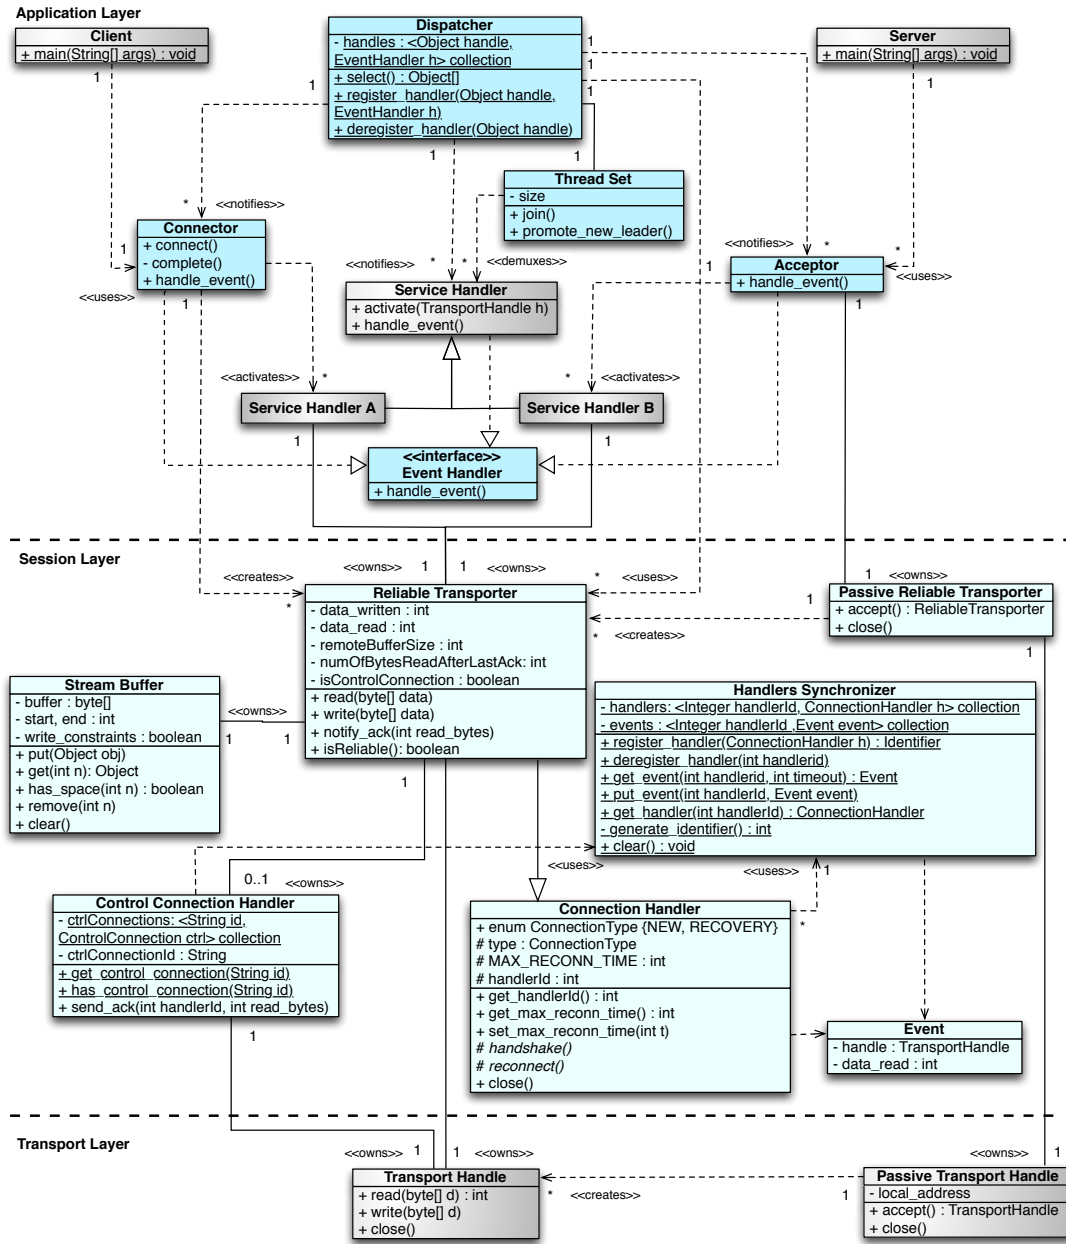 Application Layer
Client
+ main(String[] args) : void
1
Dispatcher
- handles : <Object handle,
EventHandler h> collection
+ select() : Object[]
+ register_handler(Object handle,
EventHandler h)
+ deregister_handler(Object handle)
1
1
1
1
1
1
Server
+ main(String[] args) : void
1
Thread Set
- size
+ join()
+ promote_new_leader()
* <<notifies>>
Connector
+ connect()
- complete()
+ handle_event()
1
<<uses>>
1
<<notifies>> * * <<demuxes>>
Service Handler
+ activate(TransportHandle h)
+ handle_event()
<<notifies>> *
Acceptor
+ handle_event()
*
<<uses>>
1
1
<<activates>> *
Service Handler A
1
* <<activates>>
Service Handler B
1
<<interface>>
Event Handler
+ handle_event()
Session Layer
<<creates>>
*
<<owns>> 1 1 <<owns>>
* <<uses>>
Reliable Transporter
- data_written : int
- data_read : int
- remoteBufferSize : int
- numOfBytesReadAfterLastAck: int
- isControlConnection : boolean
+ read(byte[] data)
+ write(byte[] data)
+ notify_ack(int read_bytes)
+ isReliable(): boolean
1
1 <<owns>>
Passive Reliable Transporter
+ accept() : ReliableTransporter
+ close()
1
* <<creates>>
1
Stream Buffer
- buffer : byte[]
- start, end : int
- write_constraints : boolean
+ put(Object obj)
+ get(int n): Object
+ has_space(int n) : boolean
+ remove(int n)
+ clear()
<<owns>>
1 1
Handlers Synchronizer
- handlers: <Integer handlerId, ConnectionHandler h> collection
- events : <Integer handlerId ,Event event> collection
+ register_handler(ConnectionHandler h) : Identifier
+ deregister_handler(int handlerid)
+ get_event(int handlerid, int timeout) : Event
+ put_event(int handlerId, Event event)
+ get_handler(int handlerId) : ConnectionHandler
- generate_identifier() : int
+ clear() : void
<<uses>>
<<uses>> 1
*
0..1 <<owns>>
Control Connection Handler
- ctrlConnections: <String id,
ControlConnection ctrl> collection
- ctrlConnectionId : String
+ get_control_connection(String id)
+ has_control_connection(String id)
+ send_ack(int handlerId, int read_bytes)
1
Connection Handler
+ enum ConnectionType {NEW, RECOVERY}
# type : ConnectionType
# MAX_RECONN_TIME : int
# handlerId : int
+ get_handlerId() : int
+ get_max_reconn_time() : int
+ set_max_reconn_time(int t)
# handshake()
# reconnect()
+ close()
Event
- handle : TransportHandle
- data_read : int
Transport Layer
<<owns>> 1 1 <<owns>>
Transport Handle
+ read(byte[] d) : int
+ write(byte[] d)
+ close()
* <<creates>> 1
<<owns>> 1
Passive Transport Handle
- local_address
+ accept() : TransportHandle
+ close()